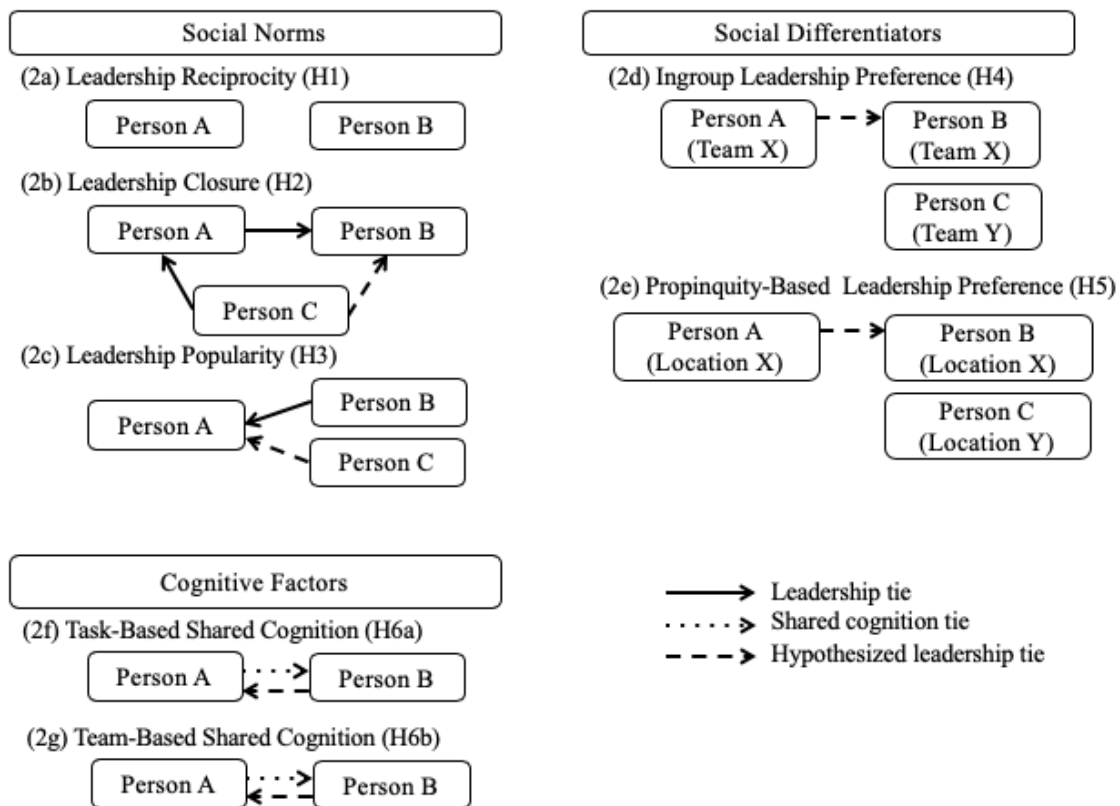 Social Norms
(2a) Leadership Reciprocity (H1)
Person A
Person B
(2b) Leadership Closure (H2)
Person A
Person B
Person C
(2c) Leadership Popularity (H3)
Person A
Person B
Person C
Social Differentiators
(2d) Ingroup Leadership Preference (H4)
Person A
(Team X)
Person B
(Team X)
Person C
(Team Y)
(2e) Propinquity-Based Leadership Preference (H5)
Person A
(Location X)
Person B
(Location X)
Person C
(Location Y)
Cognitive Factors
(2f) Task-Based Shared Cognition (H6a)
Person A
Person B
(2g) Team-Based Shared Cognition (H6b)
Person A
Person B
Leadership tie
Shared cognition tie
Hypothesized leadership tie